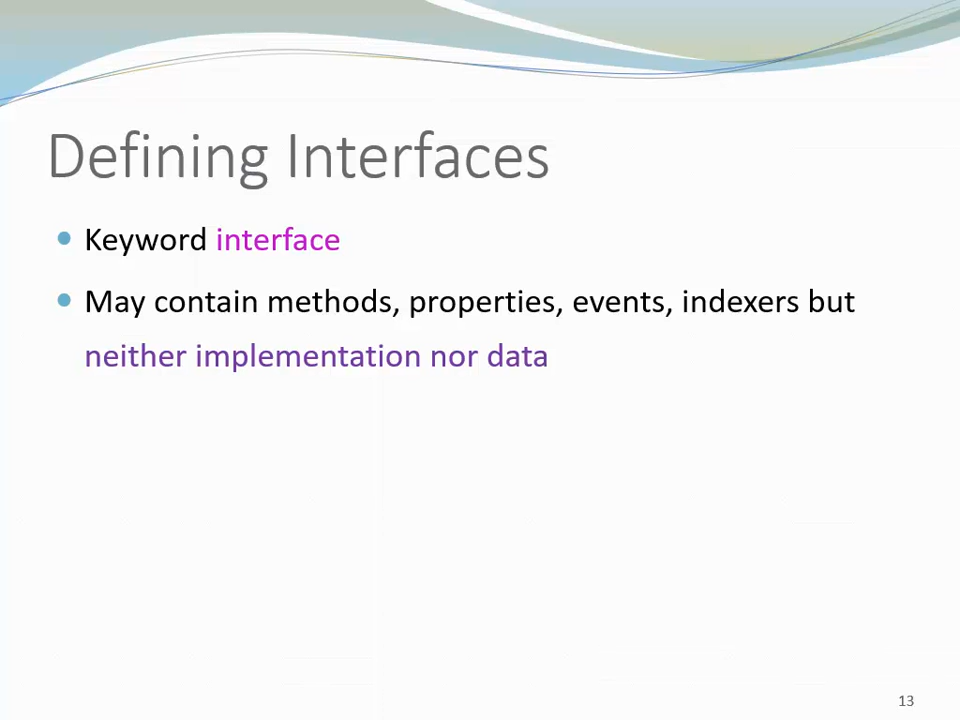 Defining Interfaces
• Keyword interface
• May contain methods, properties, events, indexers but
neither implementation nor data
13